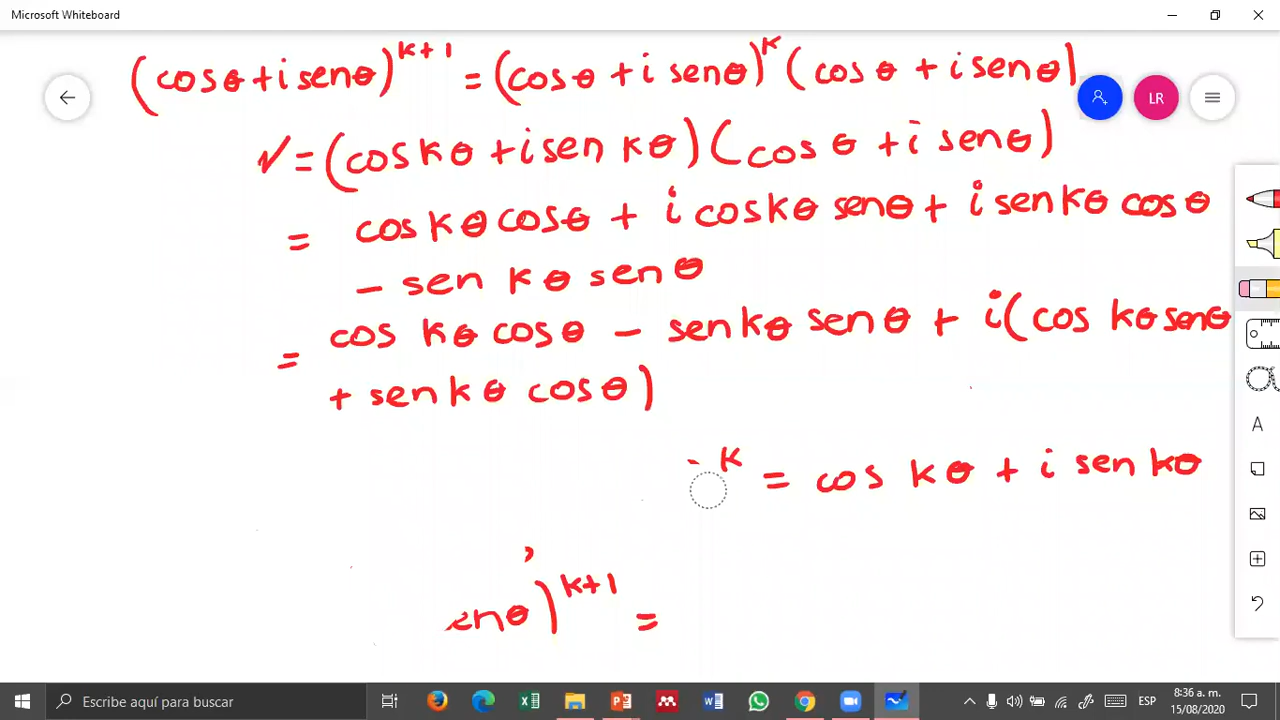 Microsoft Whiteboard
(cosθ+i senθ)^k+1 = (cosθ + i senθ)^k (cosθ + i senθ)
LR
✓ = (cos kθ + i sen kθ)(cosθ + i senθ)
= cos kθ cosθ + i cos kθ senθ + i sen kθ cosθ
− sen kθ senθ
= cos kθ cosθ − sen kθ senθ + i(cos kθ senθ
+ sen kθ cosθ)
k = cos kθ + i sen kθ
enθ)^k+1 =
Escribe aquí para buscar
ESP
8:36 a. m.
15/08/2020